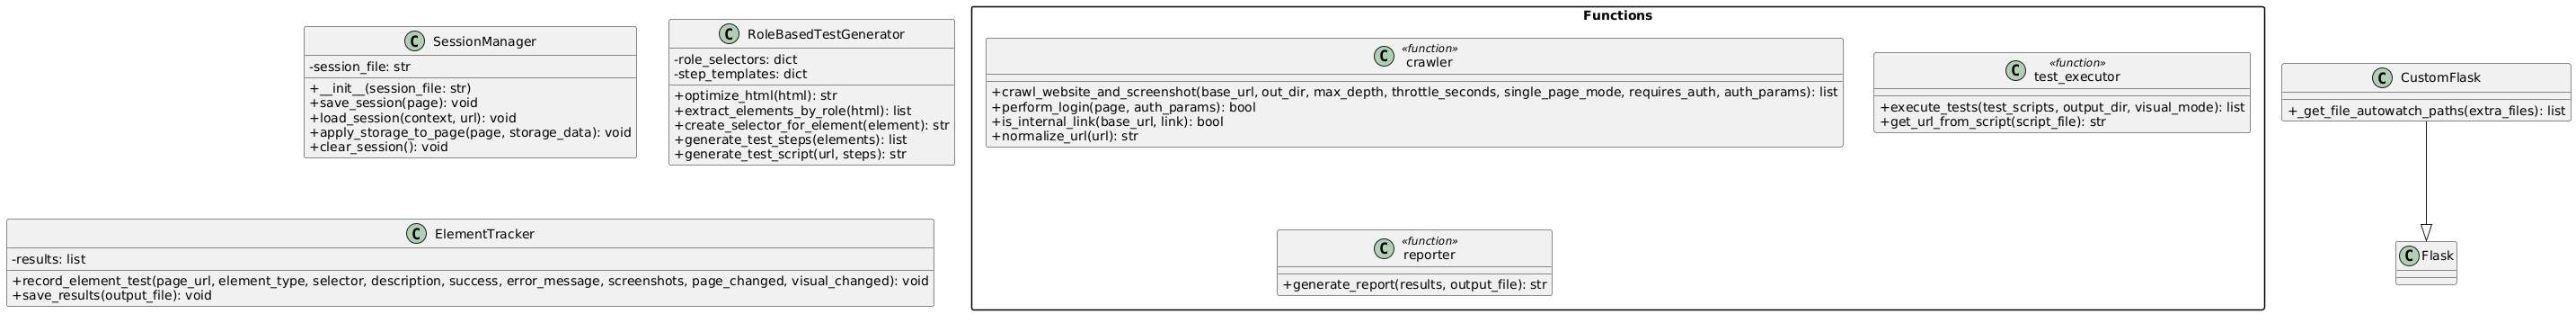 Functions
C SessionManager
-session_file: str
+__init__(session_file: str)
+save_session(page): void
+load_session(context, url): void
+apply_storage_to_page(page, storage_data): void
+clear_session(): void
C RoleBasedTestGenerator
-role_selectors: dict
-step_templates: dict
+optimize_html(html): str
+extract_elements_by_role(html): list
+create_selector_for_element(element): str
+generate_test_steps(elements): list
+generate_test_script(url, steps): str
«function»
C crawler
+crawl_website_and_screenshot(base_url, out_dir, max_depth, throttle_seconds, single_page_mode, requires_auth, auth_params): list
+perform_login(page, auth_params): bool
+is_internal_link(base_url, link): bool
+normalize_url(url): str
«function»
C test_executor
+execute_tests(test_scripts, output_dir, visual_mode): list
+get_url_from_script(script_file): str
C CustomFlask
+_get_file_autowatch_paths(extra_files): list
C ElementTracker
-results: list
+record_element_test(page_url, element_type, selector, description, success, error_message, screenshots, page_changed, visual_changed): void
+save_results(output_file): void
«function»
C reporter
+generate_report(results, output_file): str
C Flask